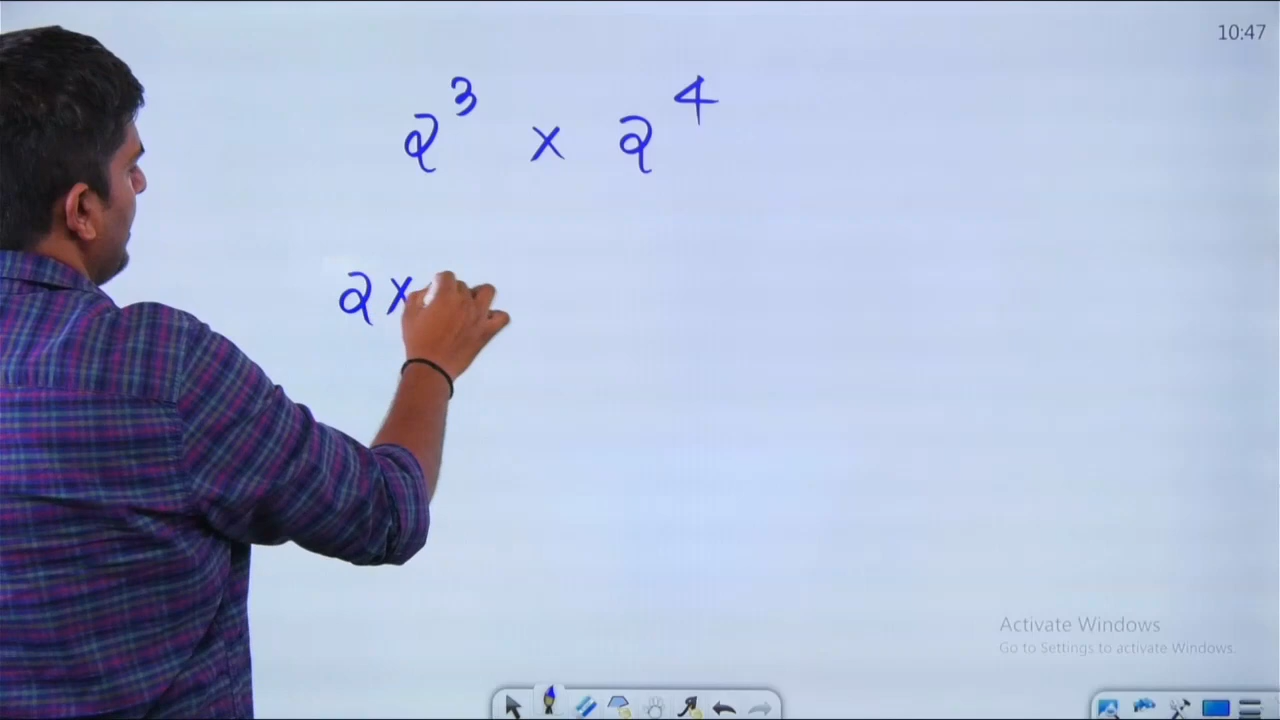 10:47
2³ × 2⁴
2 ×
Activate Windows
Go to Settings to activate Windows.